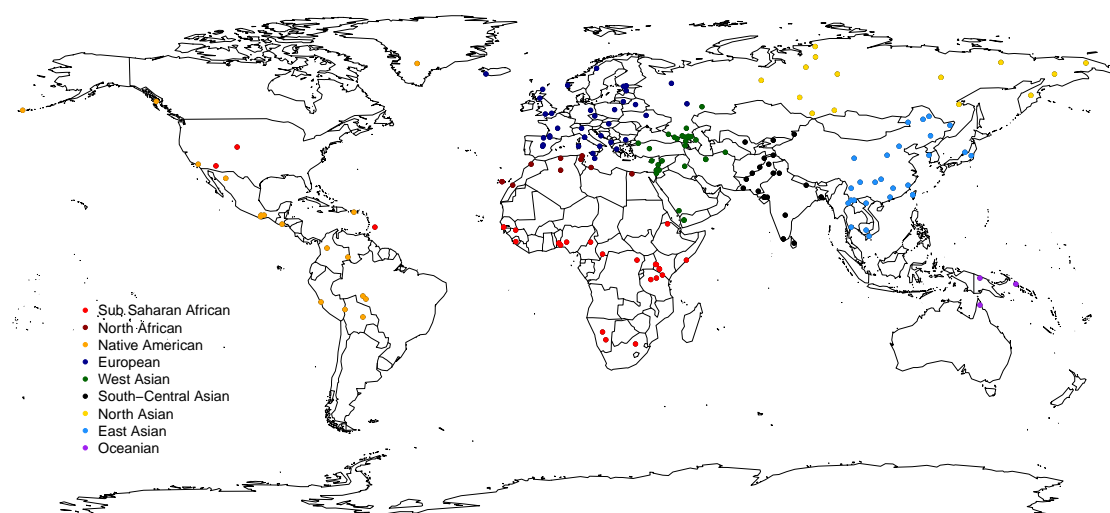 Sub Saharan African
North African
Native American
European
West Asian
South−Central Asian
North Asian
East Asian
Oceanian